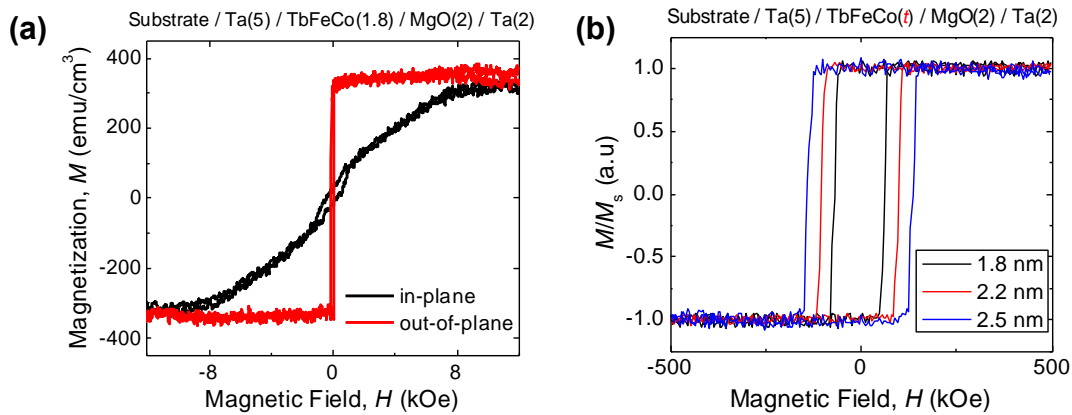 (a)
Substrate / Ta(5) / TbFeCo(1.8) / MgO(2) / Ta(2)
Magnetization, M (emu/cm³)
400
200
0
-200
-400
in-plane
out-of-plane
-8
0
8
Magnetic Field, H (kOe)
(b)
Substrate / Ta(5) / TbFeCo(t) / MgO(2) / Ta(2)
M/Mₛ (a.u)
1.0
0.5
0.0
-0.5
-1.0
1.8 nm
2.2 nm
2.5 nm
-500
0
500
Magnetic Field, H (kOe)